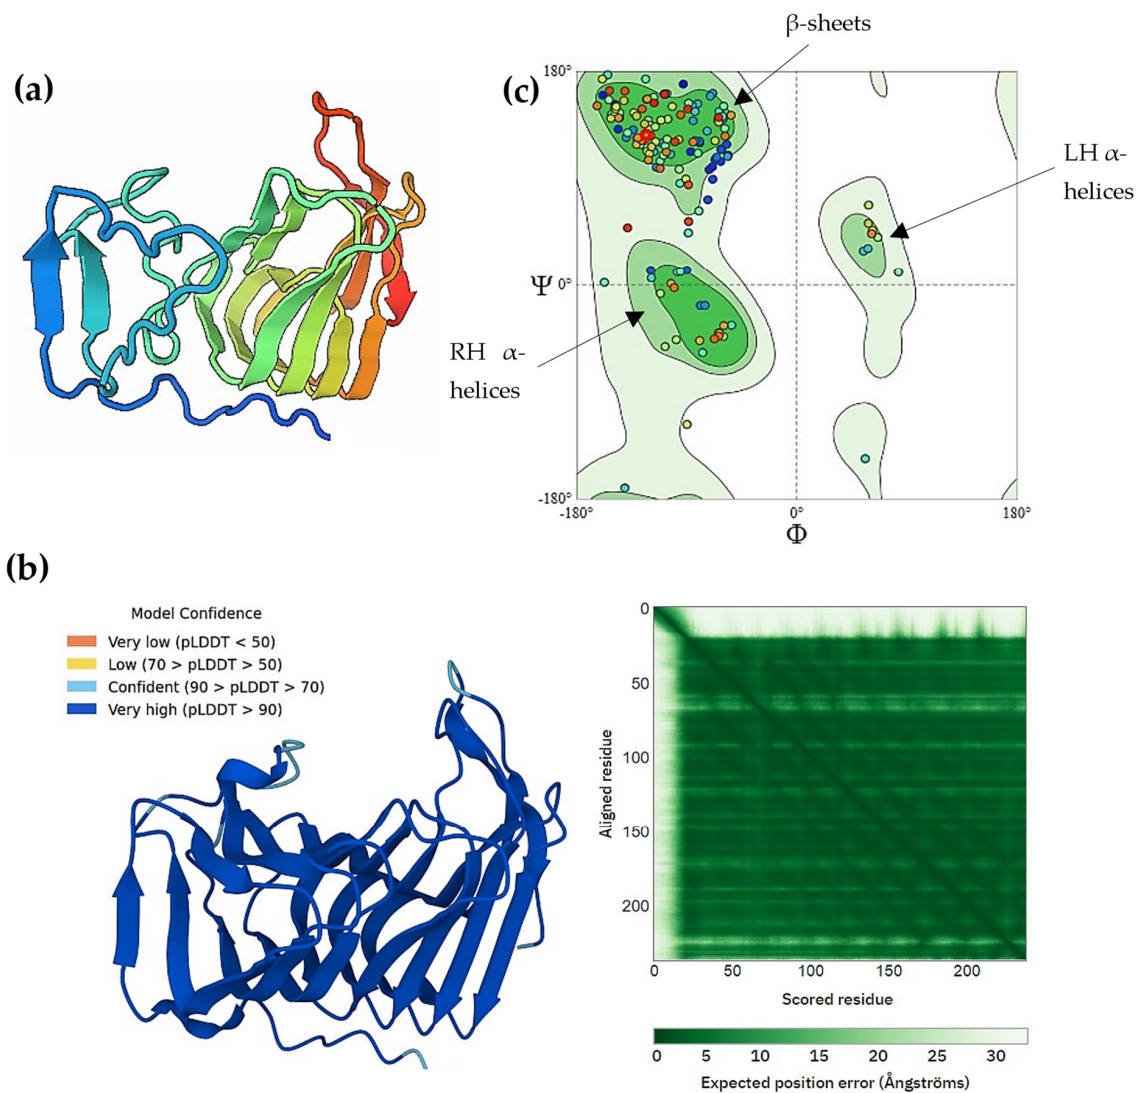 (a)
(c)
β-sheets
LH α-
helices
RH α-
helices
180°
Ψ 0°
-180°
-180°
0°
180°
Φ
(b)
Model Confidence
Very low (pLDDT < 50)
Low (70 > pLDDT > 50)
Confident (90 > pLDDT > 70)
Very high (pLDDT > 90)
0
50
100
150
200
Aligned residue
0
50
100
150
200
Scored residue
0
5
10
15
20
25
30
Expected position error (Ångströms)